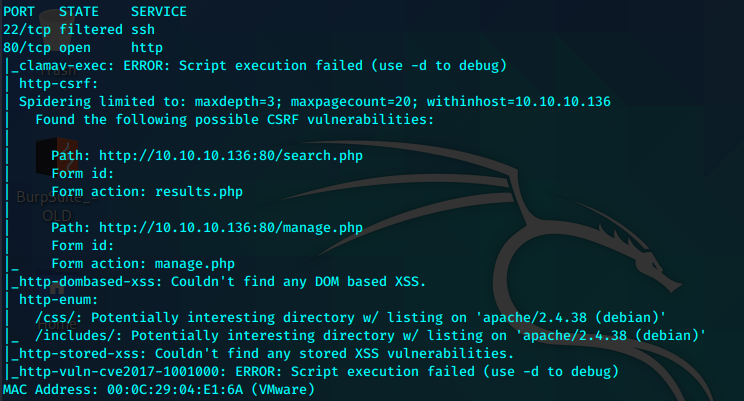 PORT   STATE    SERVICE
22/tcp filtered ssh
80/tcp open     http
|_clamav-exec: ERROR: Script execution failed (use -d to debug)
| http-csrf:
| Spidering limited to: maxdepth=3; maxpagecount=20; withinhost=10.10.10.136
|   Found the following possible CSRF vulnerabilities:
|
|     Path: http://10.10.10.136:80/search.php
|     Form id:
|     Form action: results.php
|
|     Path: http://10.10.10.136:80/manage.php
|     Form id:
|_    Form action: manage.php
|_http-dombased-xss: Couldn't find any DOM based XSS.
| http-enum:
|   /css/: Potentially interesting directory w/ listing on 'apache/2.4.38 (debian)'
|_  /includes/: Potentially interesting directory w/ listing on 'apache/2.4.38 (debian)'
|_http-stored-xss: Couldn't find any stored XSS vulnerabilities.
|_http-vuln-cve2017-1001000: ERROR: Script execution failed (use -d to debug)
MAC Address: 00:0C:29:04:E1:6A (VMware)
Trash
BurpSuite_-
OLD
Home